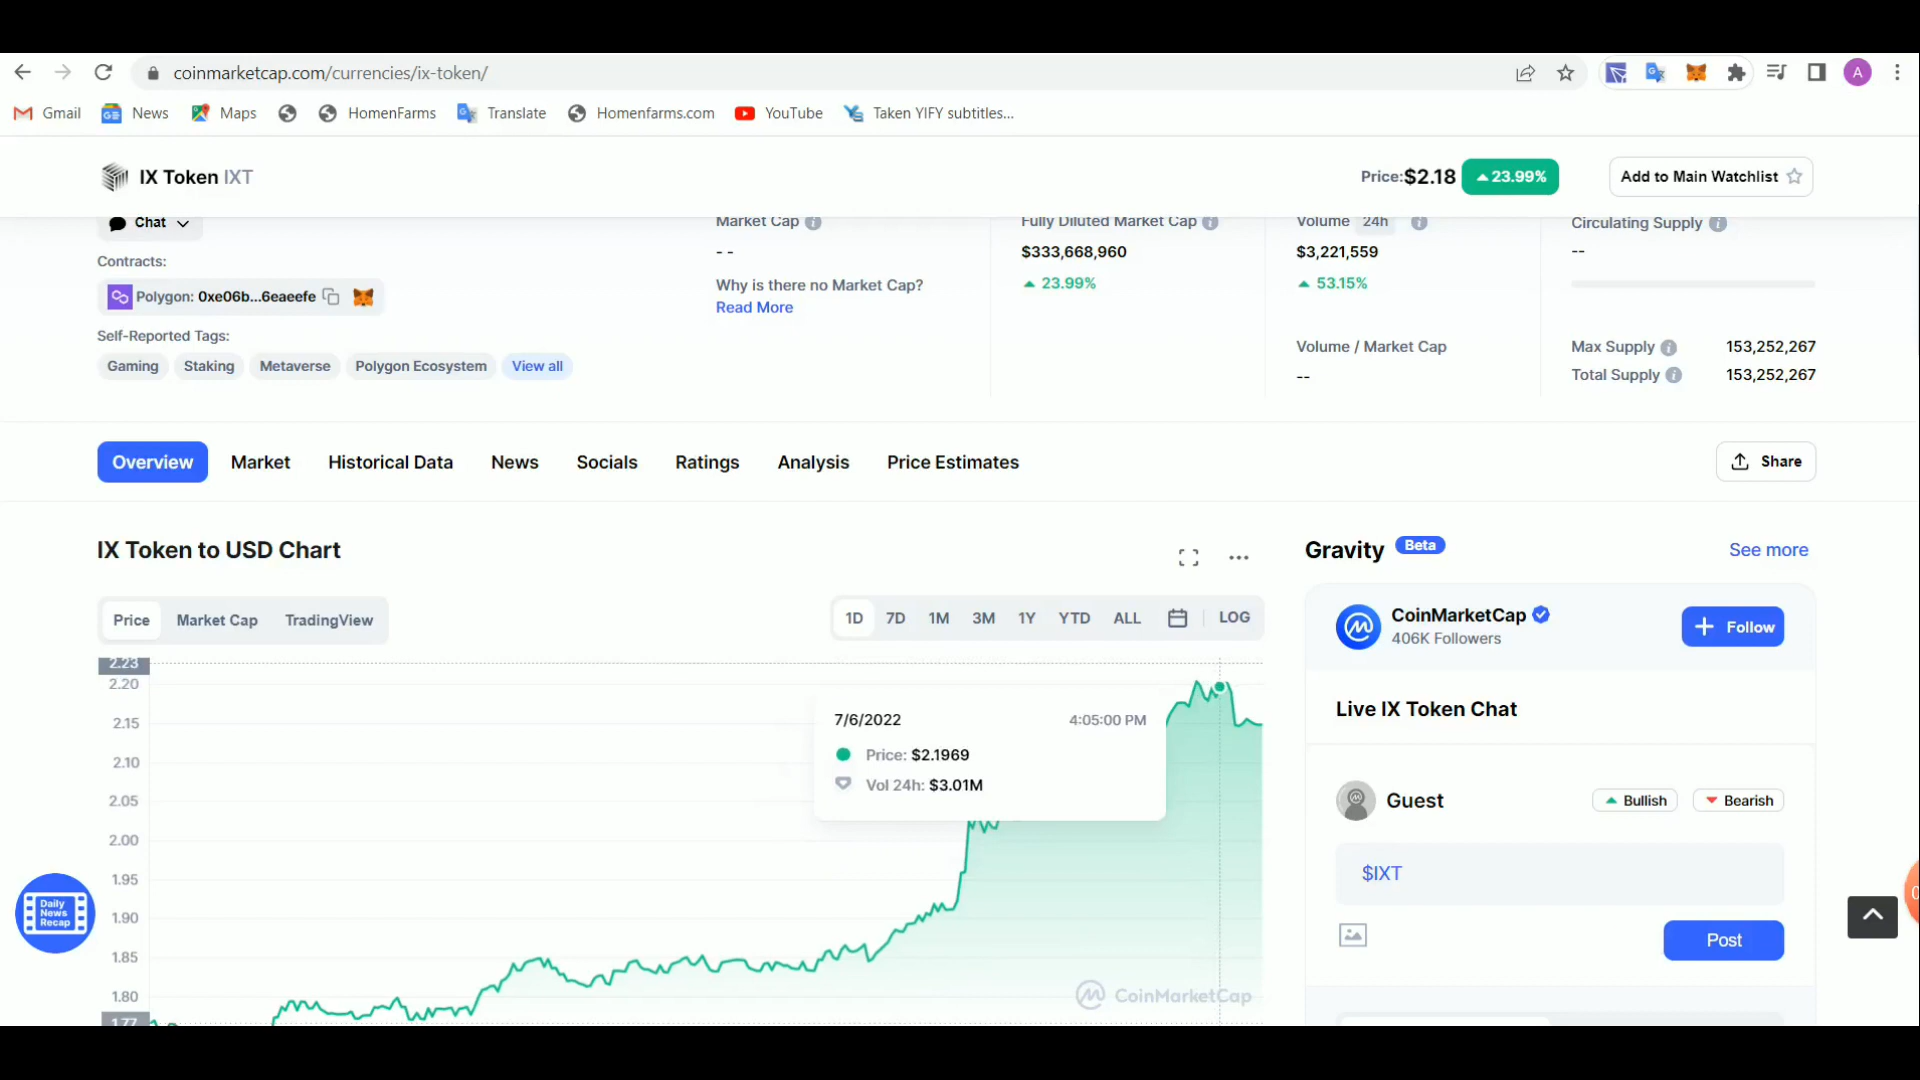 coinmarketcap.com/currencies/ix-token/
A
Gmail
News
Maps
HomenFarms
Translate
Homenfarms.com
YouTube
Taken YIFY subtitles...
IX Token IXT
Price:$2.18
23.99%
Add to Main Watchlist
Chat
Market Cap
Fully Diluted Market Cap
Volume 24h
Circulating Supply
- -
$333,668,960
$3,221,559
--
Contracts:
23.99%
53.15%
Why is there no Market Cap?
Read More
Polygon: 0xe06b...6eaeefe
Self-Reported Tags:
Volume / Market Cap
--
Max Supply 153,252,267
Total Supply 153,252,267
Gaming
Staking
Metaverse
Polygon Ecosystem
View all
Overview
Market
Historical Data
News
Socials
Ratings
Analysis
Price Estimates
Share
IX Token to USD Chart
Gravity Beta
See more
Price
Market Cap
TradingView
1D
7D
1M
3M
1Y
YTD
ALL
LOG
CoinMarketCap
406K Followers
Follow
2.23
2.20
2.15
2.10
2.05
2.00
1.95
1.90
1.85
1.80
1.77
7/6/2022 4:05:00 PM
Price: $2.1969
Vol 24h: $3.01M
CoinMarketCap
Live IX Token Chat
Guest
Bullish
Bearish
$IXT
Post
Daily
News
Recap